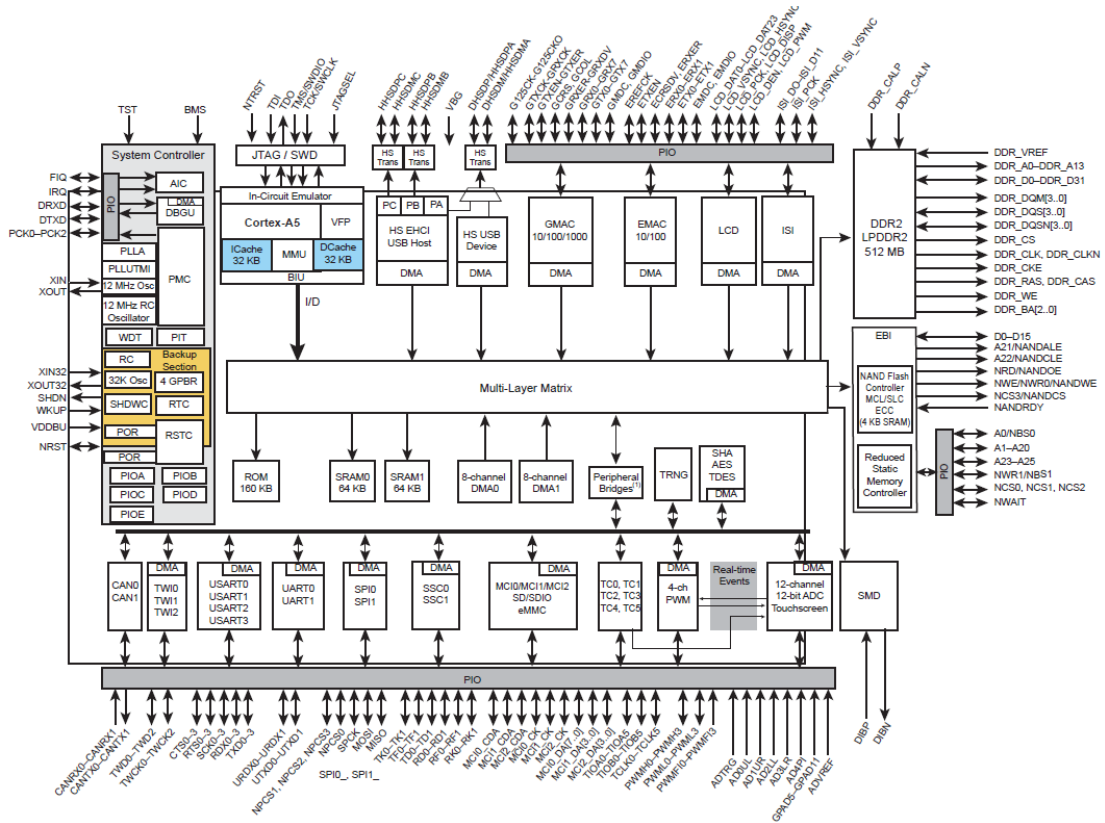 NTRST
TDI
TDO
TMS/SWDIO
TCK/SWCLK
JTAGSEL
HHSDPC
HHSDMC
HHSDPB
HHSDMB
VBG
DHSDP/HHSDPA
DHSDM/HHSDMA
G125CK-G125CKO
GTXCK-GRXCK
GTXEN-GTXER
GCRS, GCOL
GRXER-GRXDV
GRX0-GRX7
GTX0-GTX7
GMDC, GMDIO
EREFCK
ETXEN
ECRSDV, ERXER
ERX0-ERX1
ETX0-ETX1
EMDC, EMDIO
LCD_DAT0-LCD_DAT23
LCD_VSYNC, LCD_HSYNC
LCD_PCK, LCD_DISP
LCD_DEN, LCD_PWM
ISI_DO-ISI_D11
ISI_PCK
ISI_HSYNC, ISI_VSYNC
DDR_CALP
DDR_CALN
TST
BMS
System Controller
JTAG / SWD
HS
Trans
HS
Trans
HS
Trans
PIO
FIQ
IRQ
DRXD
DTXD
PCK0–PCK2
PIO
AIC
DMA
DBGU
PLLA
PLLUTMI
12 MHz Osc
12 MHz RC
Oscillator
PMC
WDT
PIT
XIN
XOUT
RC
Backup
Section
32K Osc
4 GPBR
SHDWC
RTC
POR
RSTC
POR
XIN32
XOUT32
SHDN
WKUP
VDDBU
NRST
PIOA
PIOB
PIOC
PIOD
PIOE
In-Circuit Emulator
Cortex-A5
VFP
ICache
32 KB
MMU
DCache
32 KB
BIU
I/D
PC
PB
PA
HS EHCI
USB Host
DMA
HS USB
Device
DMA
GMAC
10/100/1000
DMA
EMAC
10/100
DMA
LCD
DMA
ISI
DMA
DDR2
LPDDR2
512 MB
DDR_VREF
DDR_A0–DDR_A13
DDR_D0–DDR_D31
DDR_DQM[3..0]
DDR_DQS[3..0]
DDR_DQSN[3..0]
DDR_CS
DDR_CLK, DDR_CLKN
DDR_CKE
DDR_RAS, DDR_CAS
DDR_WE
DDR_BA[2..0]
Multi-Layer Matrix
EBI
NAND Flash
Controller
MCL/SLC
ECC
(4 KB SRAM)
Reduced
Static
Memory
Controller
D0–D15
A21/NANDALE
A22/NANDCLE
NRD/NANDOE
NWE/NWR0/NANDWE
NCS3/NANDCS
NANDRDY
PIO
A0/NBS0
A1–A20
A23–A25
NWR1/NBS1
NCS0, NCS1, NCS2
NWAIT
ROM
160 KB
SRAM0
64 KB
SRAM1
64 KB
8-channel
DMA0
8-channel
DMA1
Peripheral
Bridges(1)
TRNG
SHA
AES
TDES
DMA
CAN0
CAN1
DMA
TWI0
TWI1
TWI2
DMA
USART0
USART1
USART2
USART3
DMA
UART0
UART1
DMA
SPI0
SPI1
DMA
SSC0
SSC1
DMA
MCI0/MCI1/MCI2
SD/SDIO
eMMC
TC0, TC1
TC2, TC3
TC4, TC5
DMA
4-ch
PWM
Real-time
Events
DMA
12-channel
12-bit ADC
Touchscreen
SMD
PIO
CANRX0–CANRX1
CANTX0–CANTX1
TWD0–TWD2
TWCK0–TWCK2
CTS0-3
RTS0-3
SCK0-3
RDX0-3
TXD0-3
URDX0–URDX1
UTXD0–UTXD1
NPCS1, NPCS2, NPCS3
NPCS0
SPCK
MOSI
MISO
SPI0_, SPI1_
TK0–TK1
TF0–TF1
TD0–TD1
RD0–RD1
RF0–RF1
RK0–RK1
MCI0_CDA
MCI1_CDA
MCI2_CDA
MCI0_CK
MCI1_CK
MCI2_CK
MCI0_DA[7..0]
MCI1_DA[3..0]
MCI2_DA[3..0]
TIOA0–TIOA5
TIOB0–TIOB5
TCLK0–TCLK5
PWMH0–PWMH3
PWML0–PWML3
PWMFI0–PWMFI3
ADTRG
AD0UL
AD1UR
AD2LL
AD3LR
AD4PI
GPAD5–GPAD11
ADVREF
DIBP
DIBN